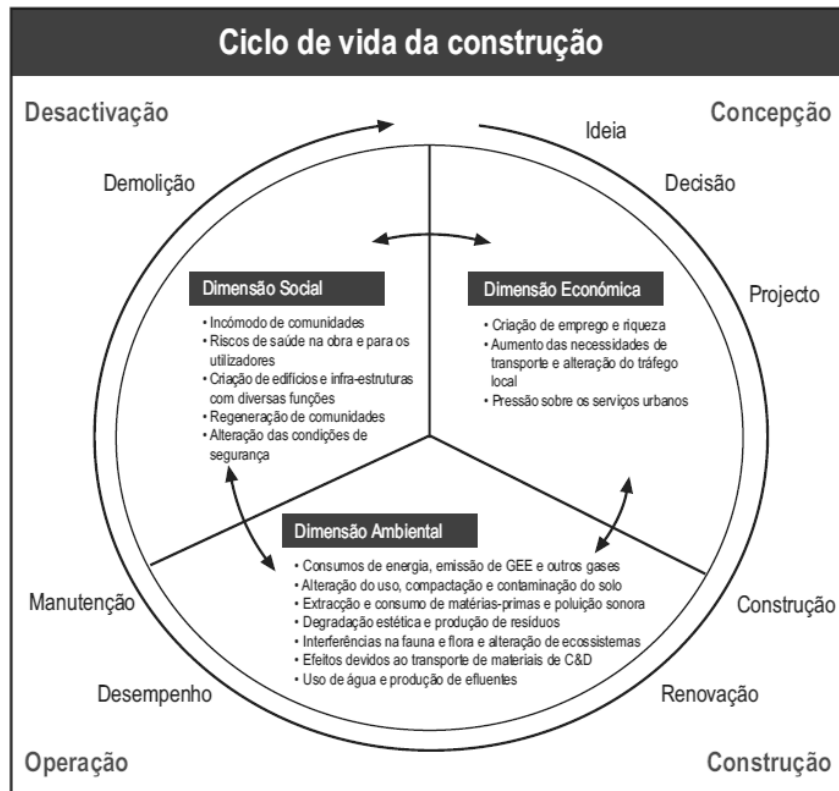 Ciclo de vida da construção
Desactivação
Concepção
Ideia
Demolição
Decisão
Projecto
Dimensão Social
• Incómodo de comunidades
• Riscos de saúde na obra e para os
utilizadores
• Criação de edifícios e infra-estruturas
com diversas funções
• Regeneração de comunidades
• Alteração das condições de
segurança
Dimensão Económica
• Criação de emprego e riqueza
• Aumento das necessidades de
transporte e alteração do tráfego
local
• Pressão sobre os serviços urbanos
Dimensão Ambiental
• Consumos de energia, emissão de GEE e outros gases
• Alteração do uso, compactação e contaminação do solo
• Extracção e consumo de matérias-primas e poluição sonora
• Degradação estética e produção de resíduos
• Interferências na fauna e flora e alteração de ecossistemas
• Efeitos devidos ao transporte de materiais de C&D
• Uso de água e produção de efluentes
Manutenção
Construção
Desempenho
Renovação
Operação
Construção